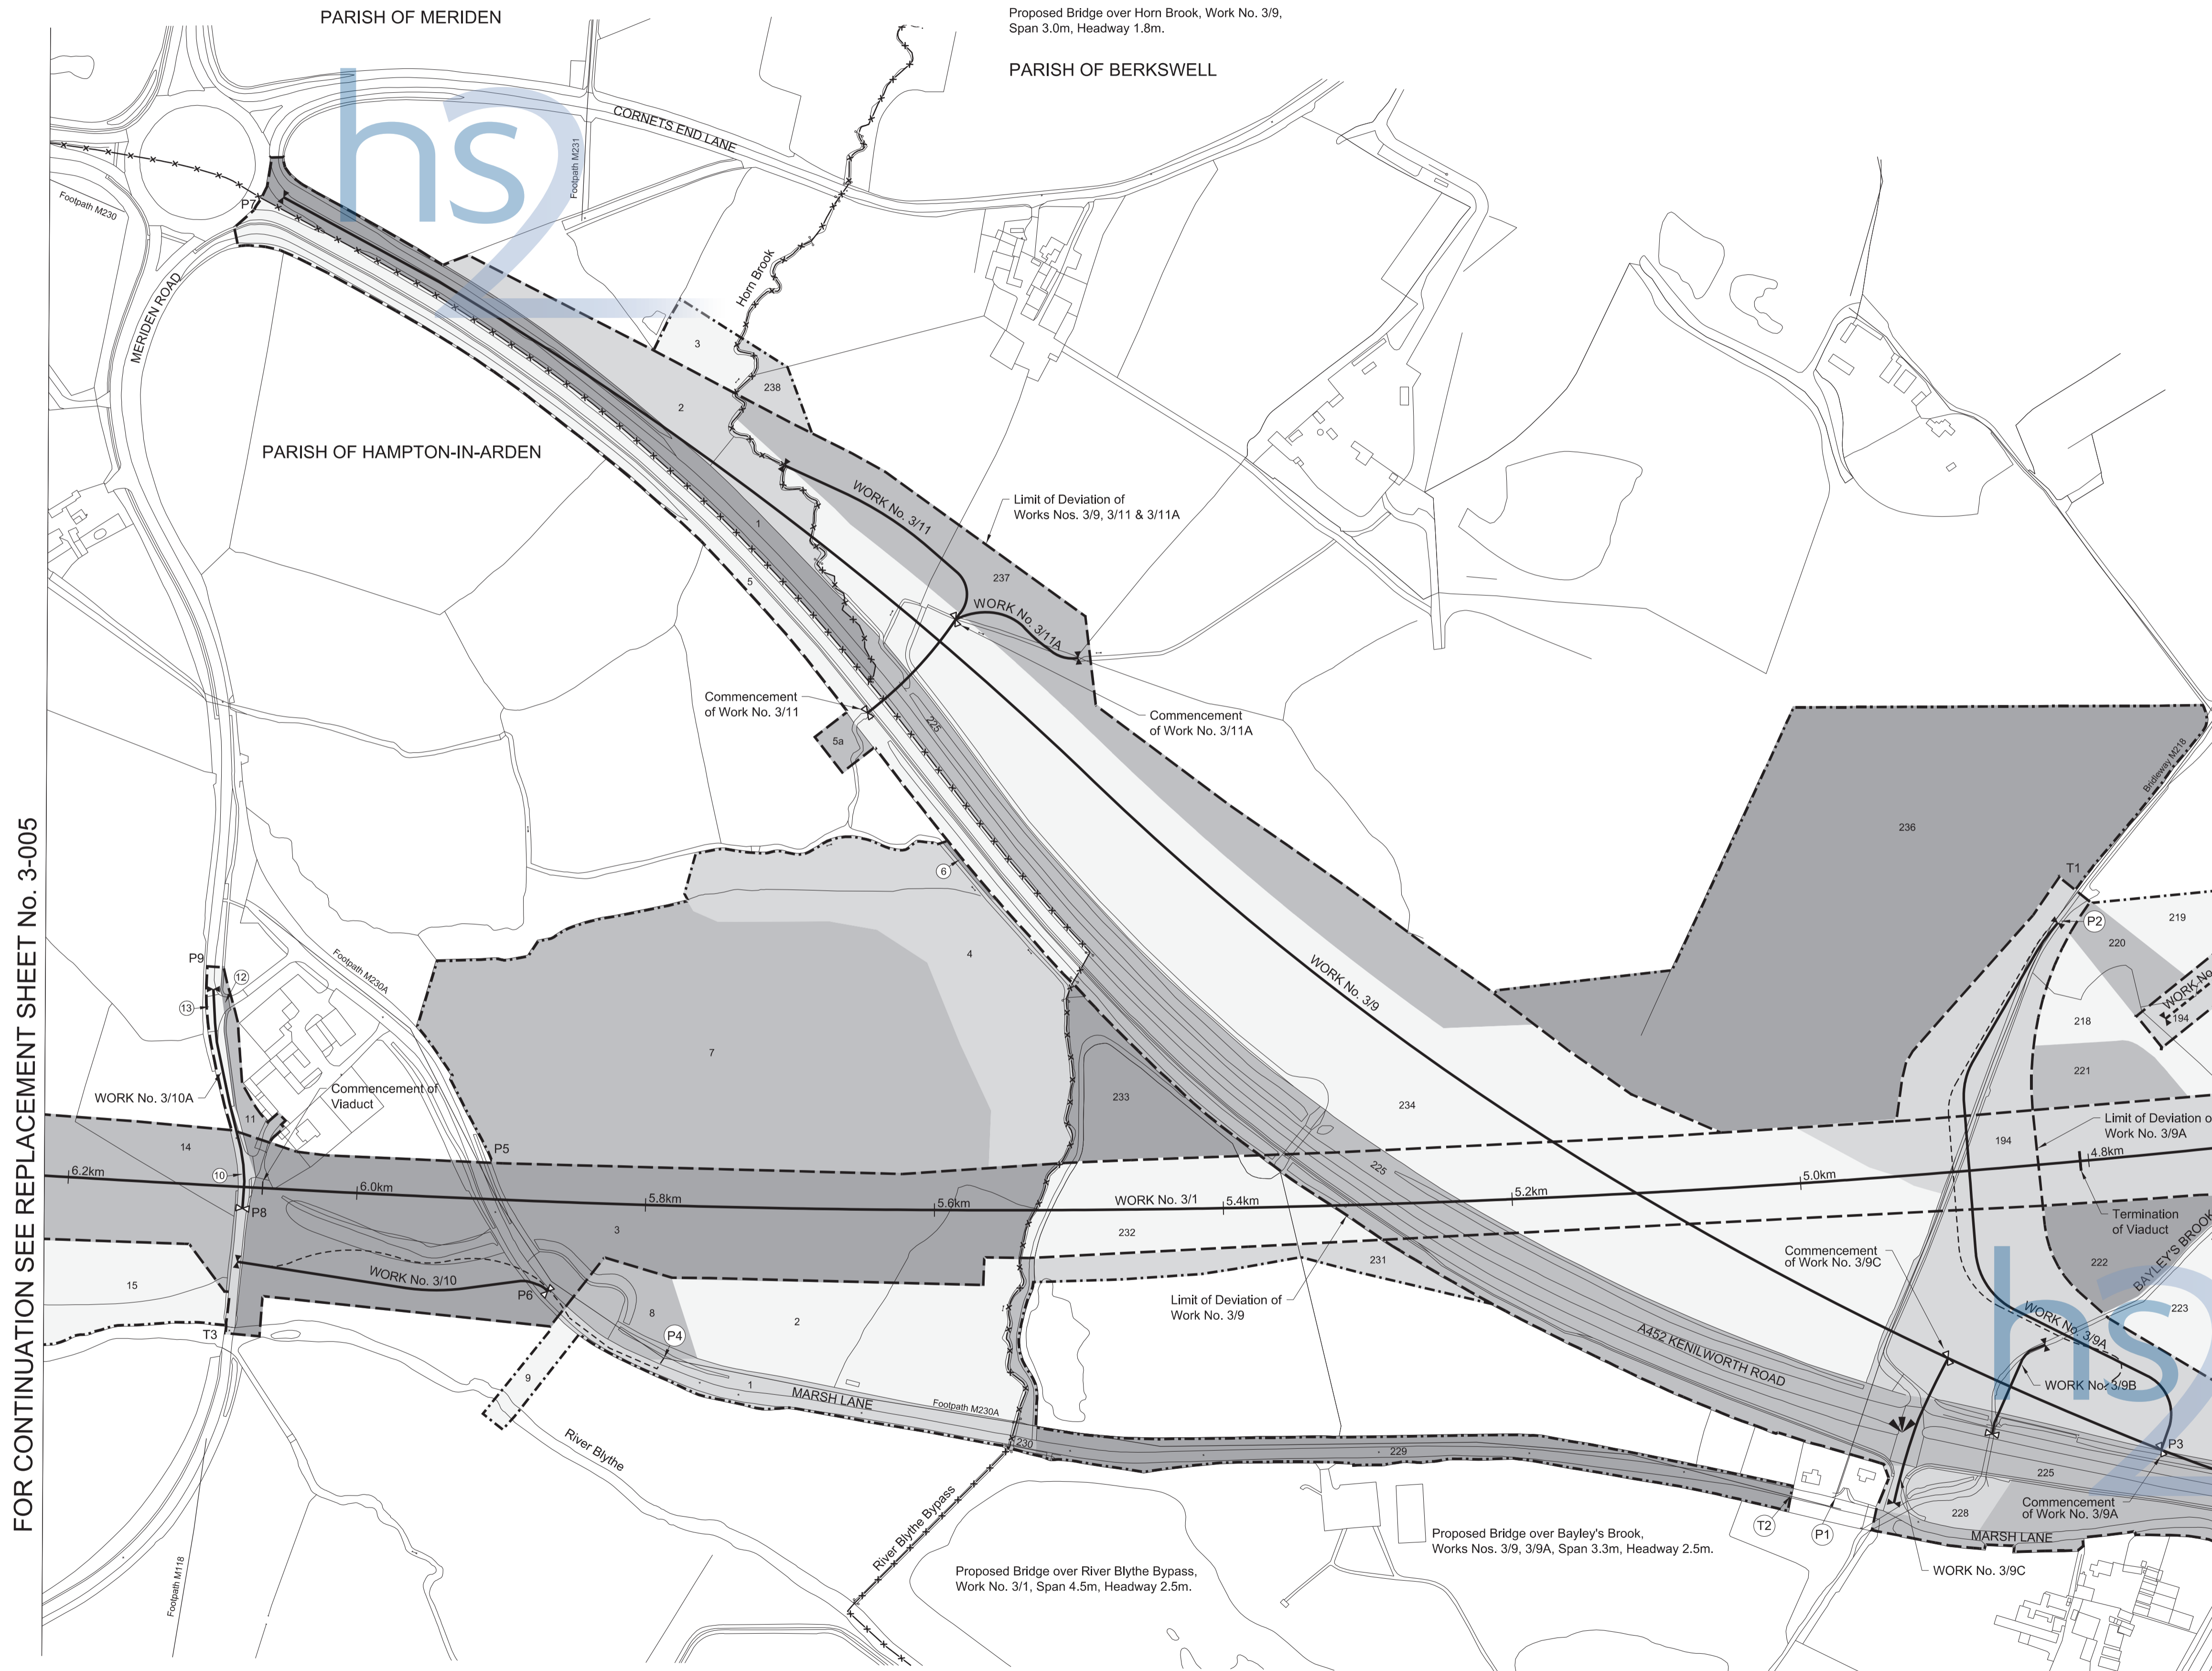 PARISH OF MERIDEN
Proposed Bridge over Horn Brook, Work No. 3/9,
Span 3.0m, Headway 1.8m.
PARISH OF BERKSWELL
hs2
CORNETS END LANE
Footpath M231
Footpath M230
P7
MERIDEN ROAD
Horn Brook
3
238
2
PARISH OF HAMPTON-IN-ARDEN
WORK No. 3/11
Limit of Deviation of
Works Nos. 3/9, 3/11 & 3/11A
1
5
237
WORK No. 3/11A
Commencement
of Work No. 3/11
5a
225
Commencement
of Work No. 3/11A
Bridleway M218
236
6
T1
P2
219
220
4
WORK No. 3/9
WORK No
194
218
FOR CONTINUATION SEE REPLACEMENT SHEET No. 3-005
P9
12
13
Footpath M230A
7
221
WORK No. 3/10A
Commencement of
Viaduct
11
233
234
Limit of Deviation o
Work No. 3/9A
14
P5
194
10
6.2km
6.0km
5.8km
5.6km
WORK No. 3/1
5.4km
225
5.2km
5.0km
4.8km
P8
3
232
Termination
of Viaduct
BAYLEY'S BROOK
Commencement
of Work No. 3/9C
231
222
15
WORK No. 3/10
P6
8
2
Limit of Deviation of
Work No. 3/9
223
hs2
WORK No. 3/9A
T3
P4
A452 KENILWORTH ROAD
WORK No. 3/9B
9
1
MARSH LANE
Footpath M230A
River Blythe
230
229
P3
225
228
Commencement
of Work No. 3/9A
River Blythe Bypass
T2
P1
MARSH LANE
Proposed Bridge over Bayley's Brook,
Works Nos. 3/9, 3/9A, Span 3.3m, Headway 2.5m.
Proposed Bridge over River Blythe Bypass,
Work No. 3/1, Span 4.5m, Headway 2.5m.
WORK No. 3/9C
Footpath M118